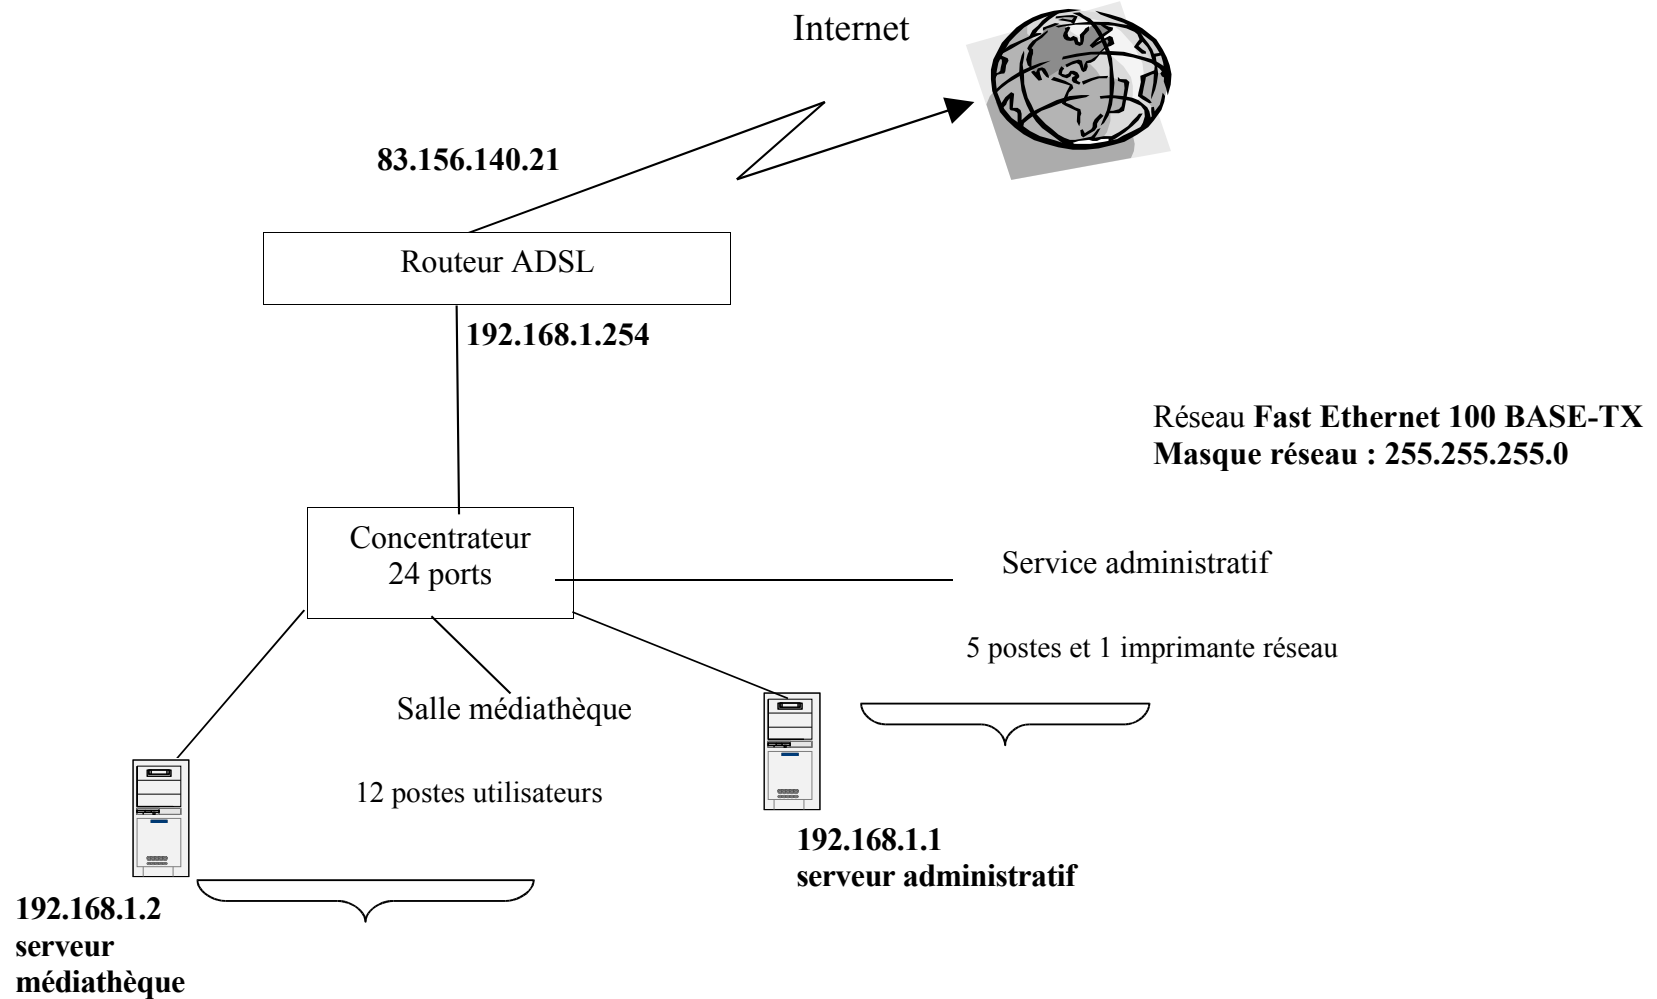 Internet
83.156.140.21
Routeur ADSL
192.168.1.254
Réseau Fast Ethernet 100 BASE-TX
Masque réseau : 255.255.255.0
Concentrateur
24 ports
Service administratif
5 postes et 1 imprimante réseau
Salle médiathèque
12 postes utilisateurs
192.168.1.1
serveur administratif
192.168.1.2
serveur
médiathèque